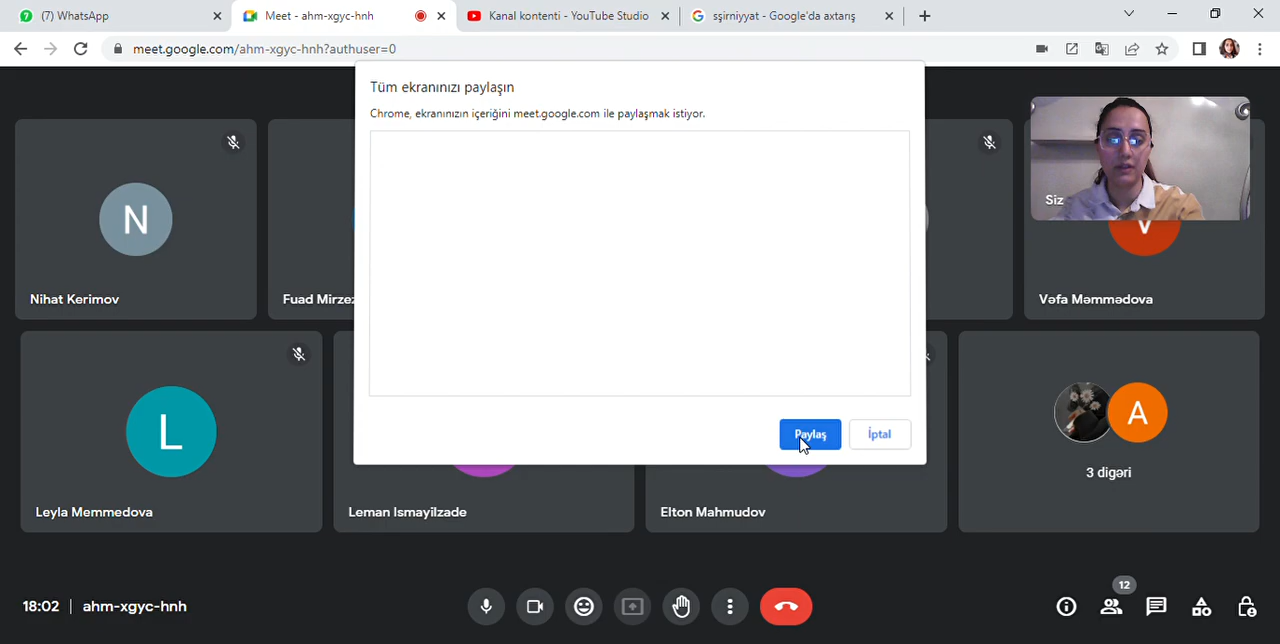 (7) WhatsApp
Meet - ahm-xgyc-hnh
Kanal kontenti - YouTube Studio
sşirniyyat - Google'da axtarış
meet.google.com/ahm-xgyc-hnh?authuser=0
Tüm ekranınızı paylaşın
Chrome, ekranınızın içeriğini meet.google.com ile paylaşmak istiyor.
Paylaş
İptal
Siz
N
V
Nihat Kerimov
Fuad Mirzez
Vəfa Məmmədova
L
A
3 digəri
Leyla Memmedova
Leman Ismayilzade
Elton Mahmudov
18:02 | ahm-xgyc-hnh
12